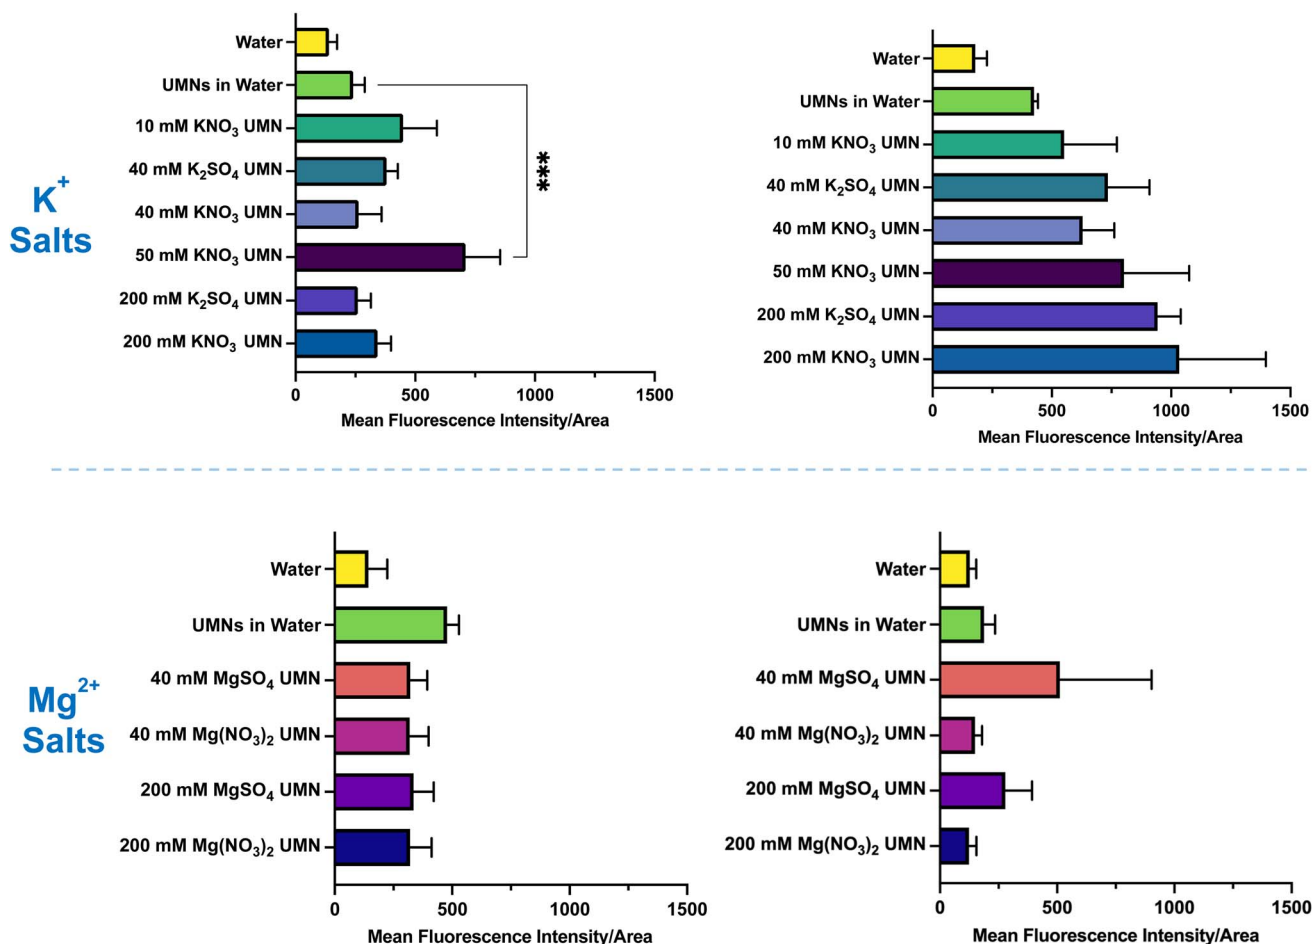 K⁺
Salts
Water
UMNs in Water
10 mM KNO₃ UMN
40 mM K₂SO₄ UMN
40 mM KNO₃ UMN
50 mM KNO₃ UMN
200 mM K₂SO₄ UMN
200 mM KNO₃ UMN
***
0 500 1000 1500
Mean Fluorescence Intensity/Area
Water
UMNs in Water
10 mM KNO₃ UMN
40 mM K₂SO₄ UMN
40 mM KNO₃ UMN
50 mM KNO₃ UMN
200 mM K₂SO₄ UMN
200 mM KNO₃ UMN
0 500 1000 1500
Mean Fluorescence Intensity/Area
Mg²⁺
Salts
Water
UMNs in Water
40 mM MgSO₄ UMN
40 mM Mg(NO₃)₂ UMN
200 mM MgSO₄ UMN
200 mM Mg(NO₃)₂ UMN
0 500 1000 1500
Mean Fluorescence Intensity/Area
Water
UMNs in Water
40 mM MgSO₄ UMN
40 mM Mg(NO₃)₂ UMN
200 mM MgSO₄ UMN
200 mM Mg(NO₃)₂ UMN
0 500 1000 1500
Mean Fluorescence Intensity/Area